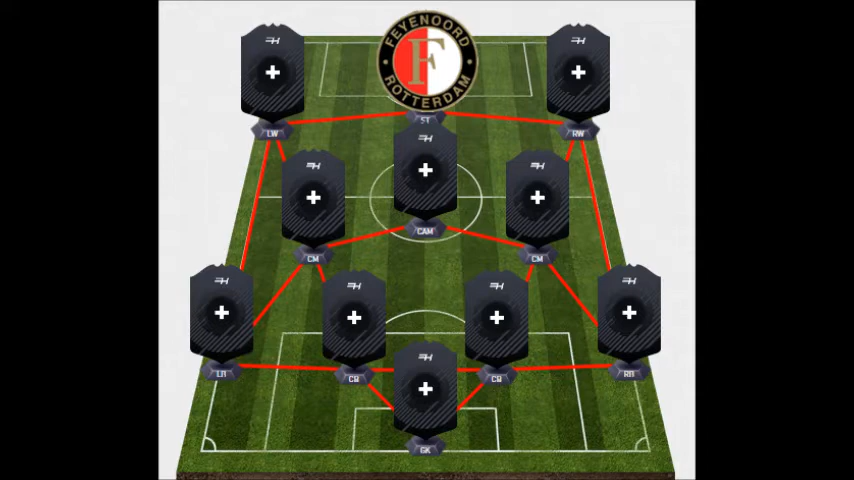 FEYENOORD
F
ROTTERDAM
ST
LW
RW
CAM
CM
CM
LB
RB
CB
CB
GK